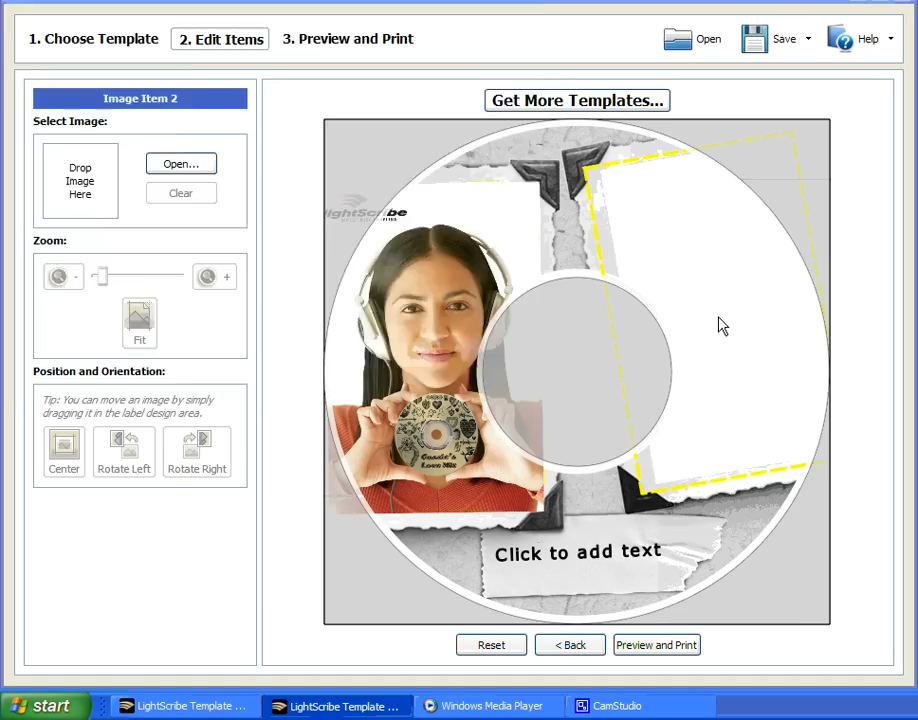 1. Choose Template
2. Edit Items
3. Preview and Print
Open
Save
Help
Image Item 2
Select Image:
Drop
Image
Here
Open...
Clear
Zoom:
-
+
Fit
Position and Orientation:
Tip: You can move an image by simply
dragging it in the label design area.
Center
Rotate Left
Rotate Right
Get More Templates...
LightScribe
Click to add text
Reset
< Back
Preview and Print
start
LightScribe Template ...
LightScribe Template ...
Windows Media Player
CamStudio